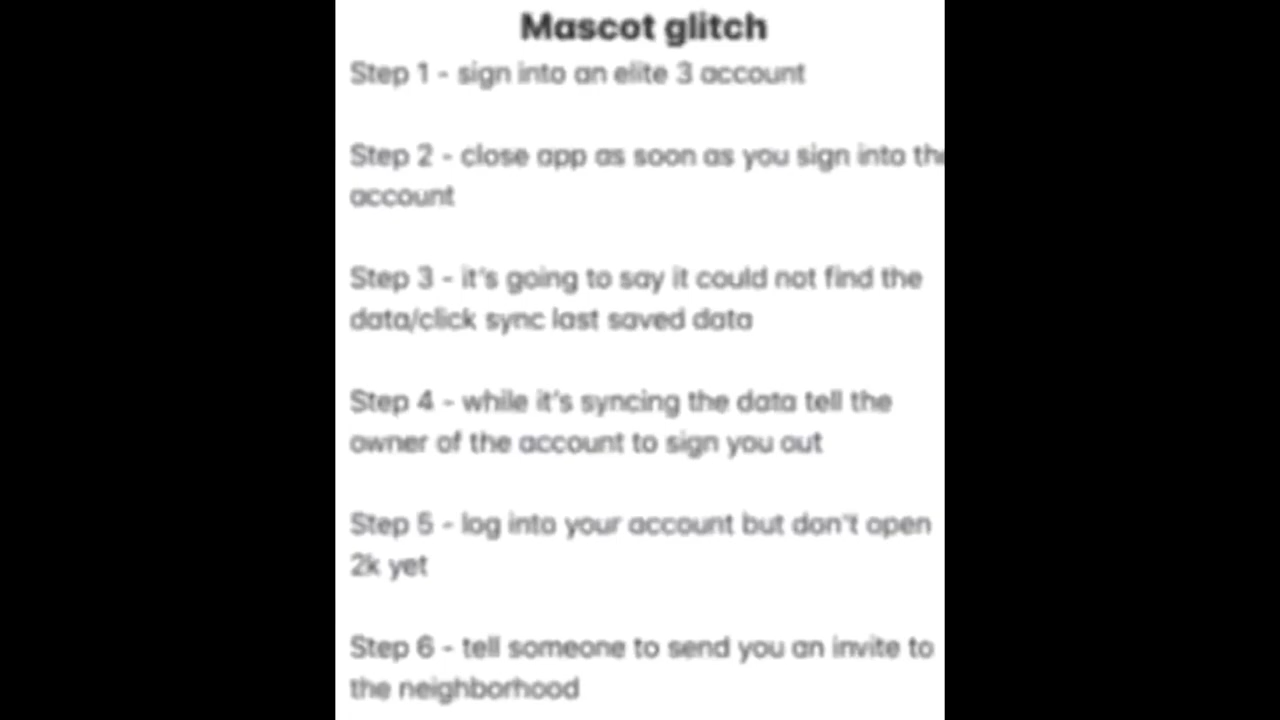 Mascot glitch
Step 1 - sign into an elite 3 account
Step 2 - close app as soon as you sign into the
account
Step 3 - it's going to say it could not find the
data/click sync last saved data
Step 4 - while it's syncing the data tell the
owner of the account to sign you out
Step 5 - log into your account but don't open
2k yet
Step 6 - tell someone to send you an invite to
the neighborhood